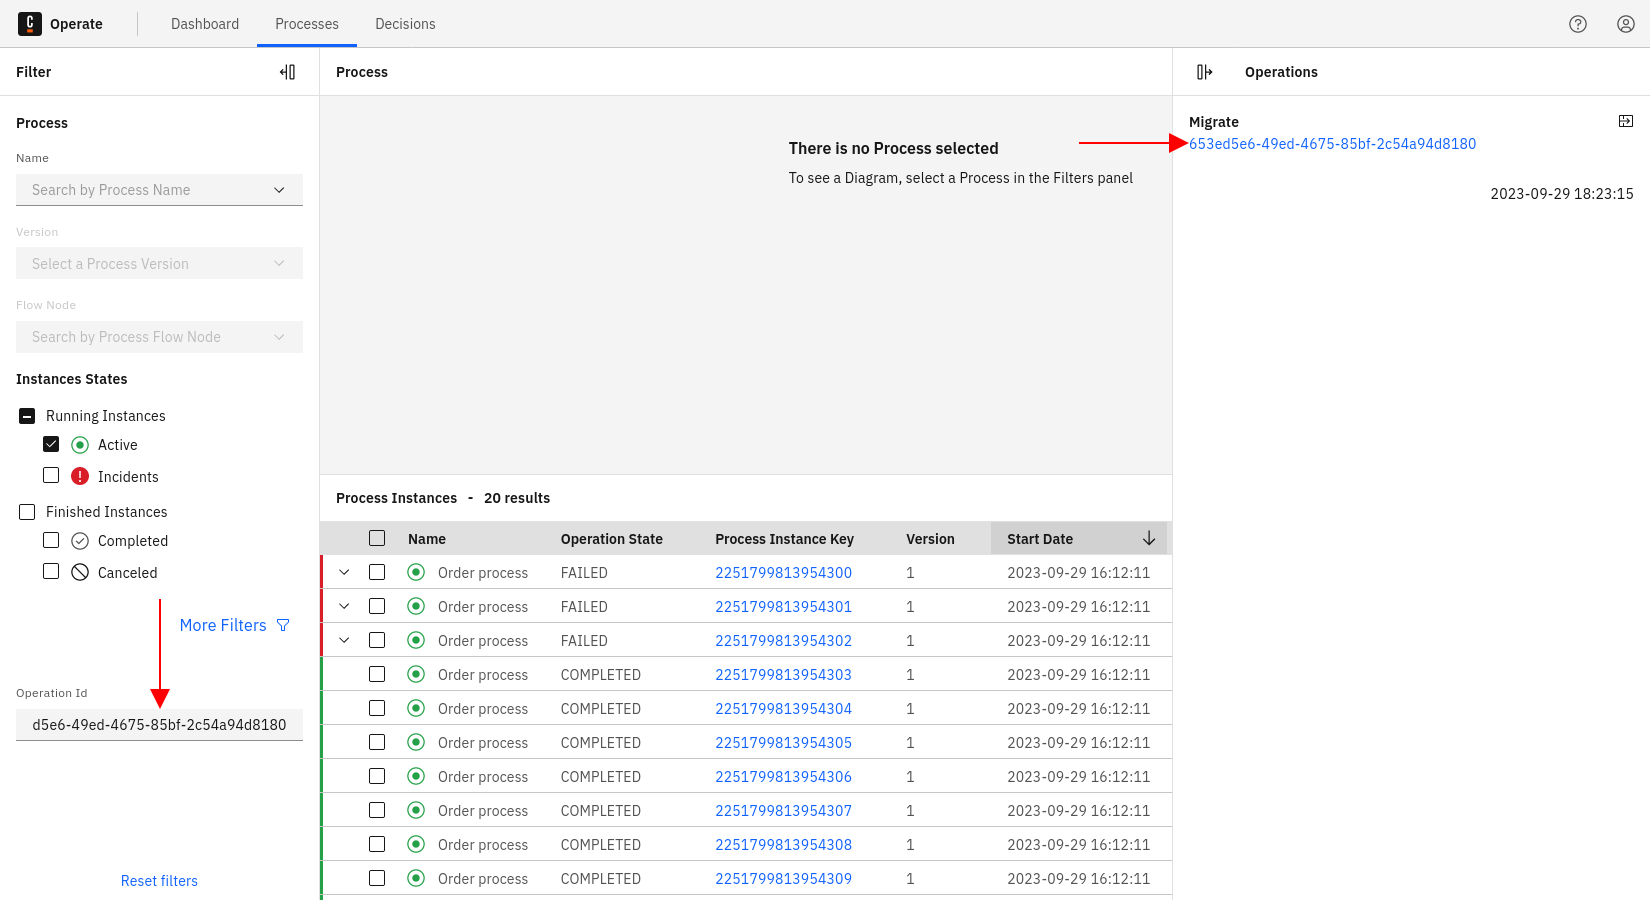 Operate
Dashboard
Processes
Decisions
Filter
Process
Name
Search by Process Name
Version
Select a Process Version
Flow Node
Search by Process Flow Node
Instances States
Running Instances
Active
Incidents
Finished Instances
Completed
Canceled
More Filters
Operation Id
d5e6-49ed-4675-85bf-2c54a94d8180
Reset filters
Process
There is no Process selected
To see a Diagram, select a Process in the Filters panel
Process Instances - 20 results
Name Operation State Process Instance Key Version Start Date
Order process FAILED 2251799813954300 1 2023-09-29 16:12:11
Order process FAILED 2251799813954301 1 2023-09-29 16:12:11
Order process FAILED 2251799813954302 1 2023-09-29 16:12:11
Order process COMPLETED 2251799813954303 1 2023-09-29 16:12:11
Order process COMPLETED 2251799813954304 1 2023-09-29 16:12:11
Order process COMPLETED 2251799813954305 1 2023-09-29 16:12:11
Order process COMPLETED 2251799813954306 1 2023-09-29 16:12:11
Order process COMPLETED 2251799813954307 1 2023-09-29 16:12:11
Order process COMPLETED 2251799813954308 1 2023-09-29 16:12:11
Order process COMPLETED 2251799813954309 1 2023-09-29 16:12:11
Operations
Migrate
653ed5e6-49ed-4675-85bf-2c54a94d8180
2023-09-29 18:23:15